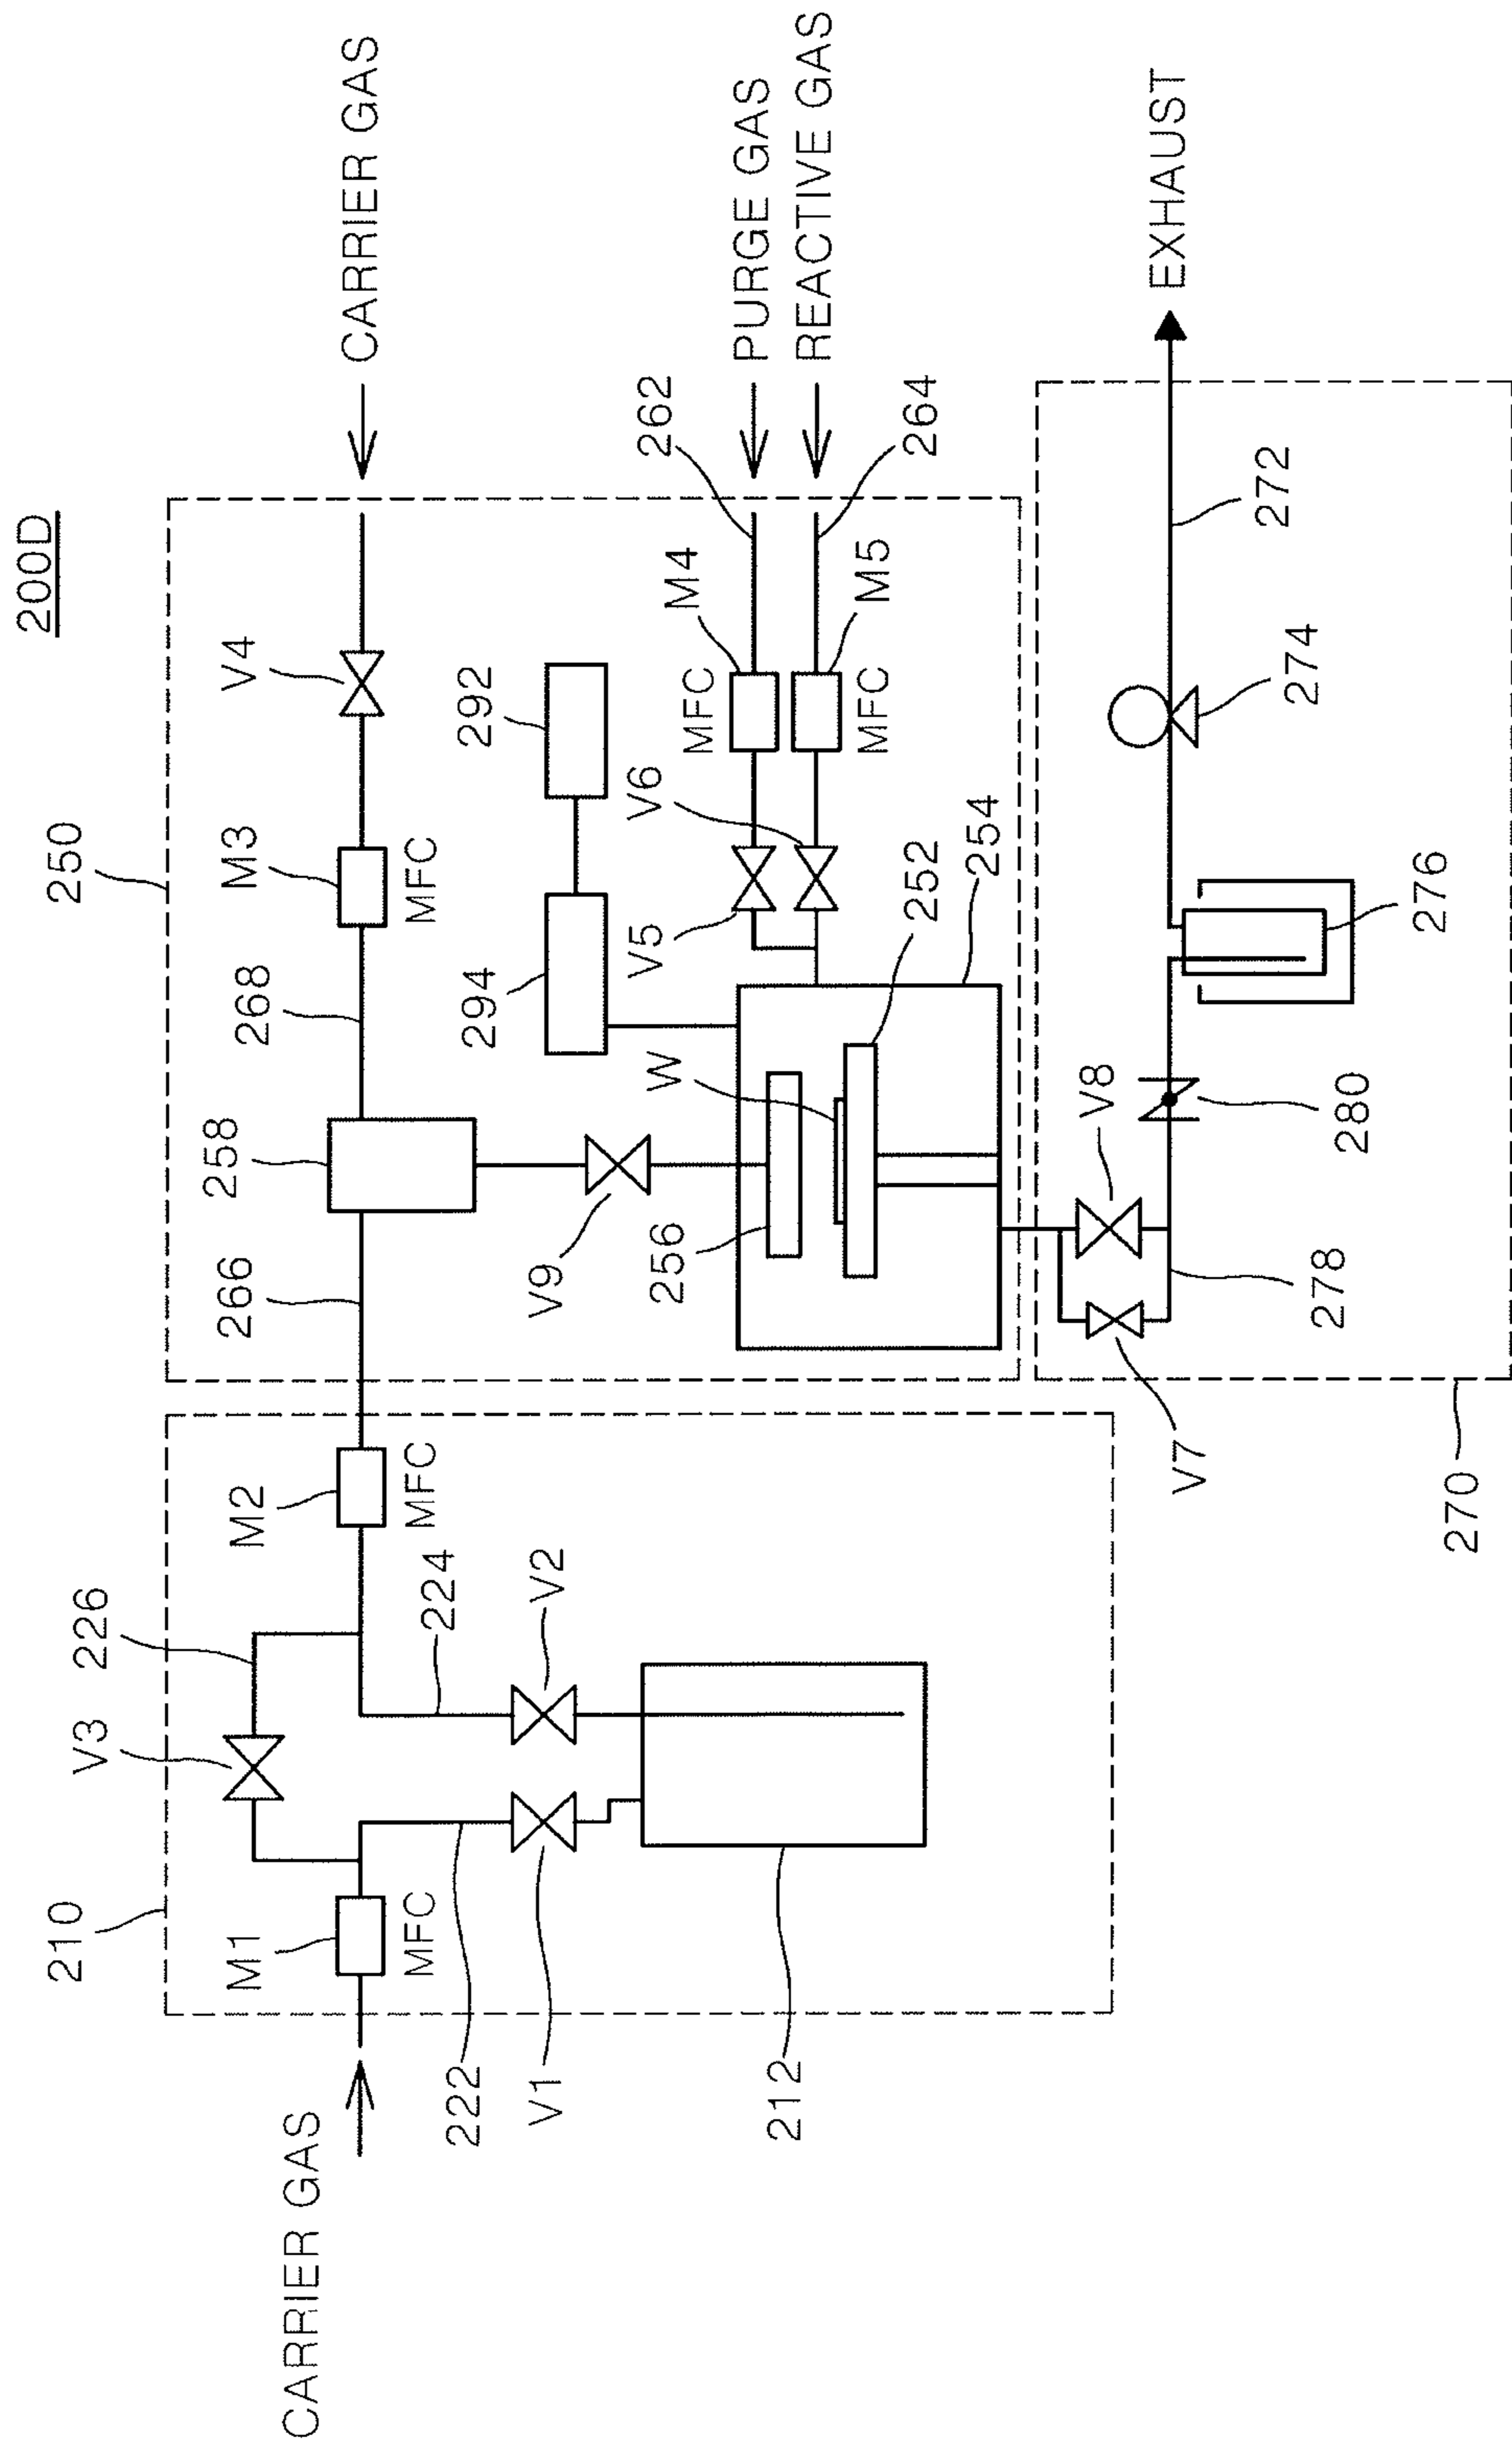 200D
250
V4
CARRIER GAS
M3
MFC
268
258
266
292
294
M4
MFC
262
PURGE GAS
REACTIVE GAS
264
M5
MFC
V6
V5
252
254
W
256
V9
210
226
V3
M2
MFC
M1
MFC
224
V2
CARRIER GAS
222
V1
212
EXHAUST
272
274
276
V8
280
278
V7
270